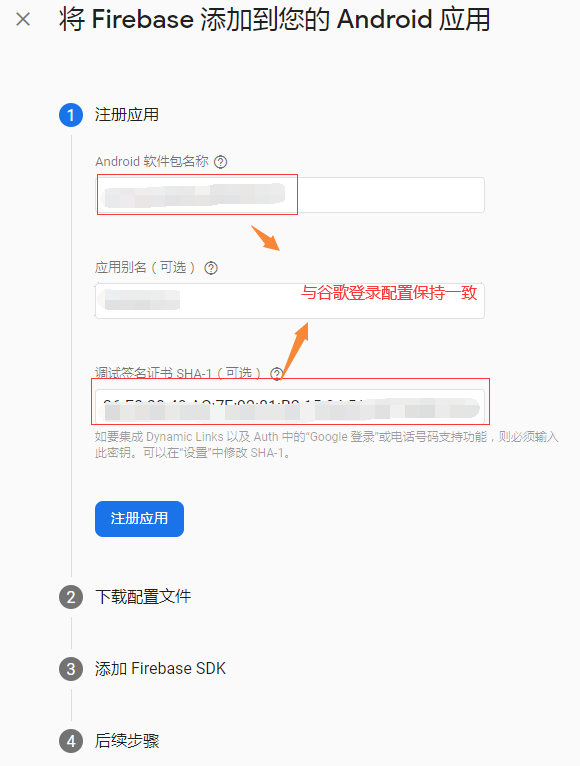 将 Firebase 添加到您的 Android 应用
1 注册应用
Android 软件包名称
应用别名（可选）
与谷歌登录配置保持一致
调试签名证书 SHA-1（可选）
如要集成 Dynamic Links 以及 Auth 中的“Google 登录”或电话号码支持功能，则必须输入
此密钥。可以在“设置”中修改 SHA-1。
注册应用
2 下载配置文件
3 添加 Firebase SDK
4 后续步骤